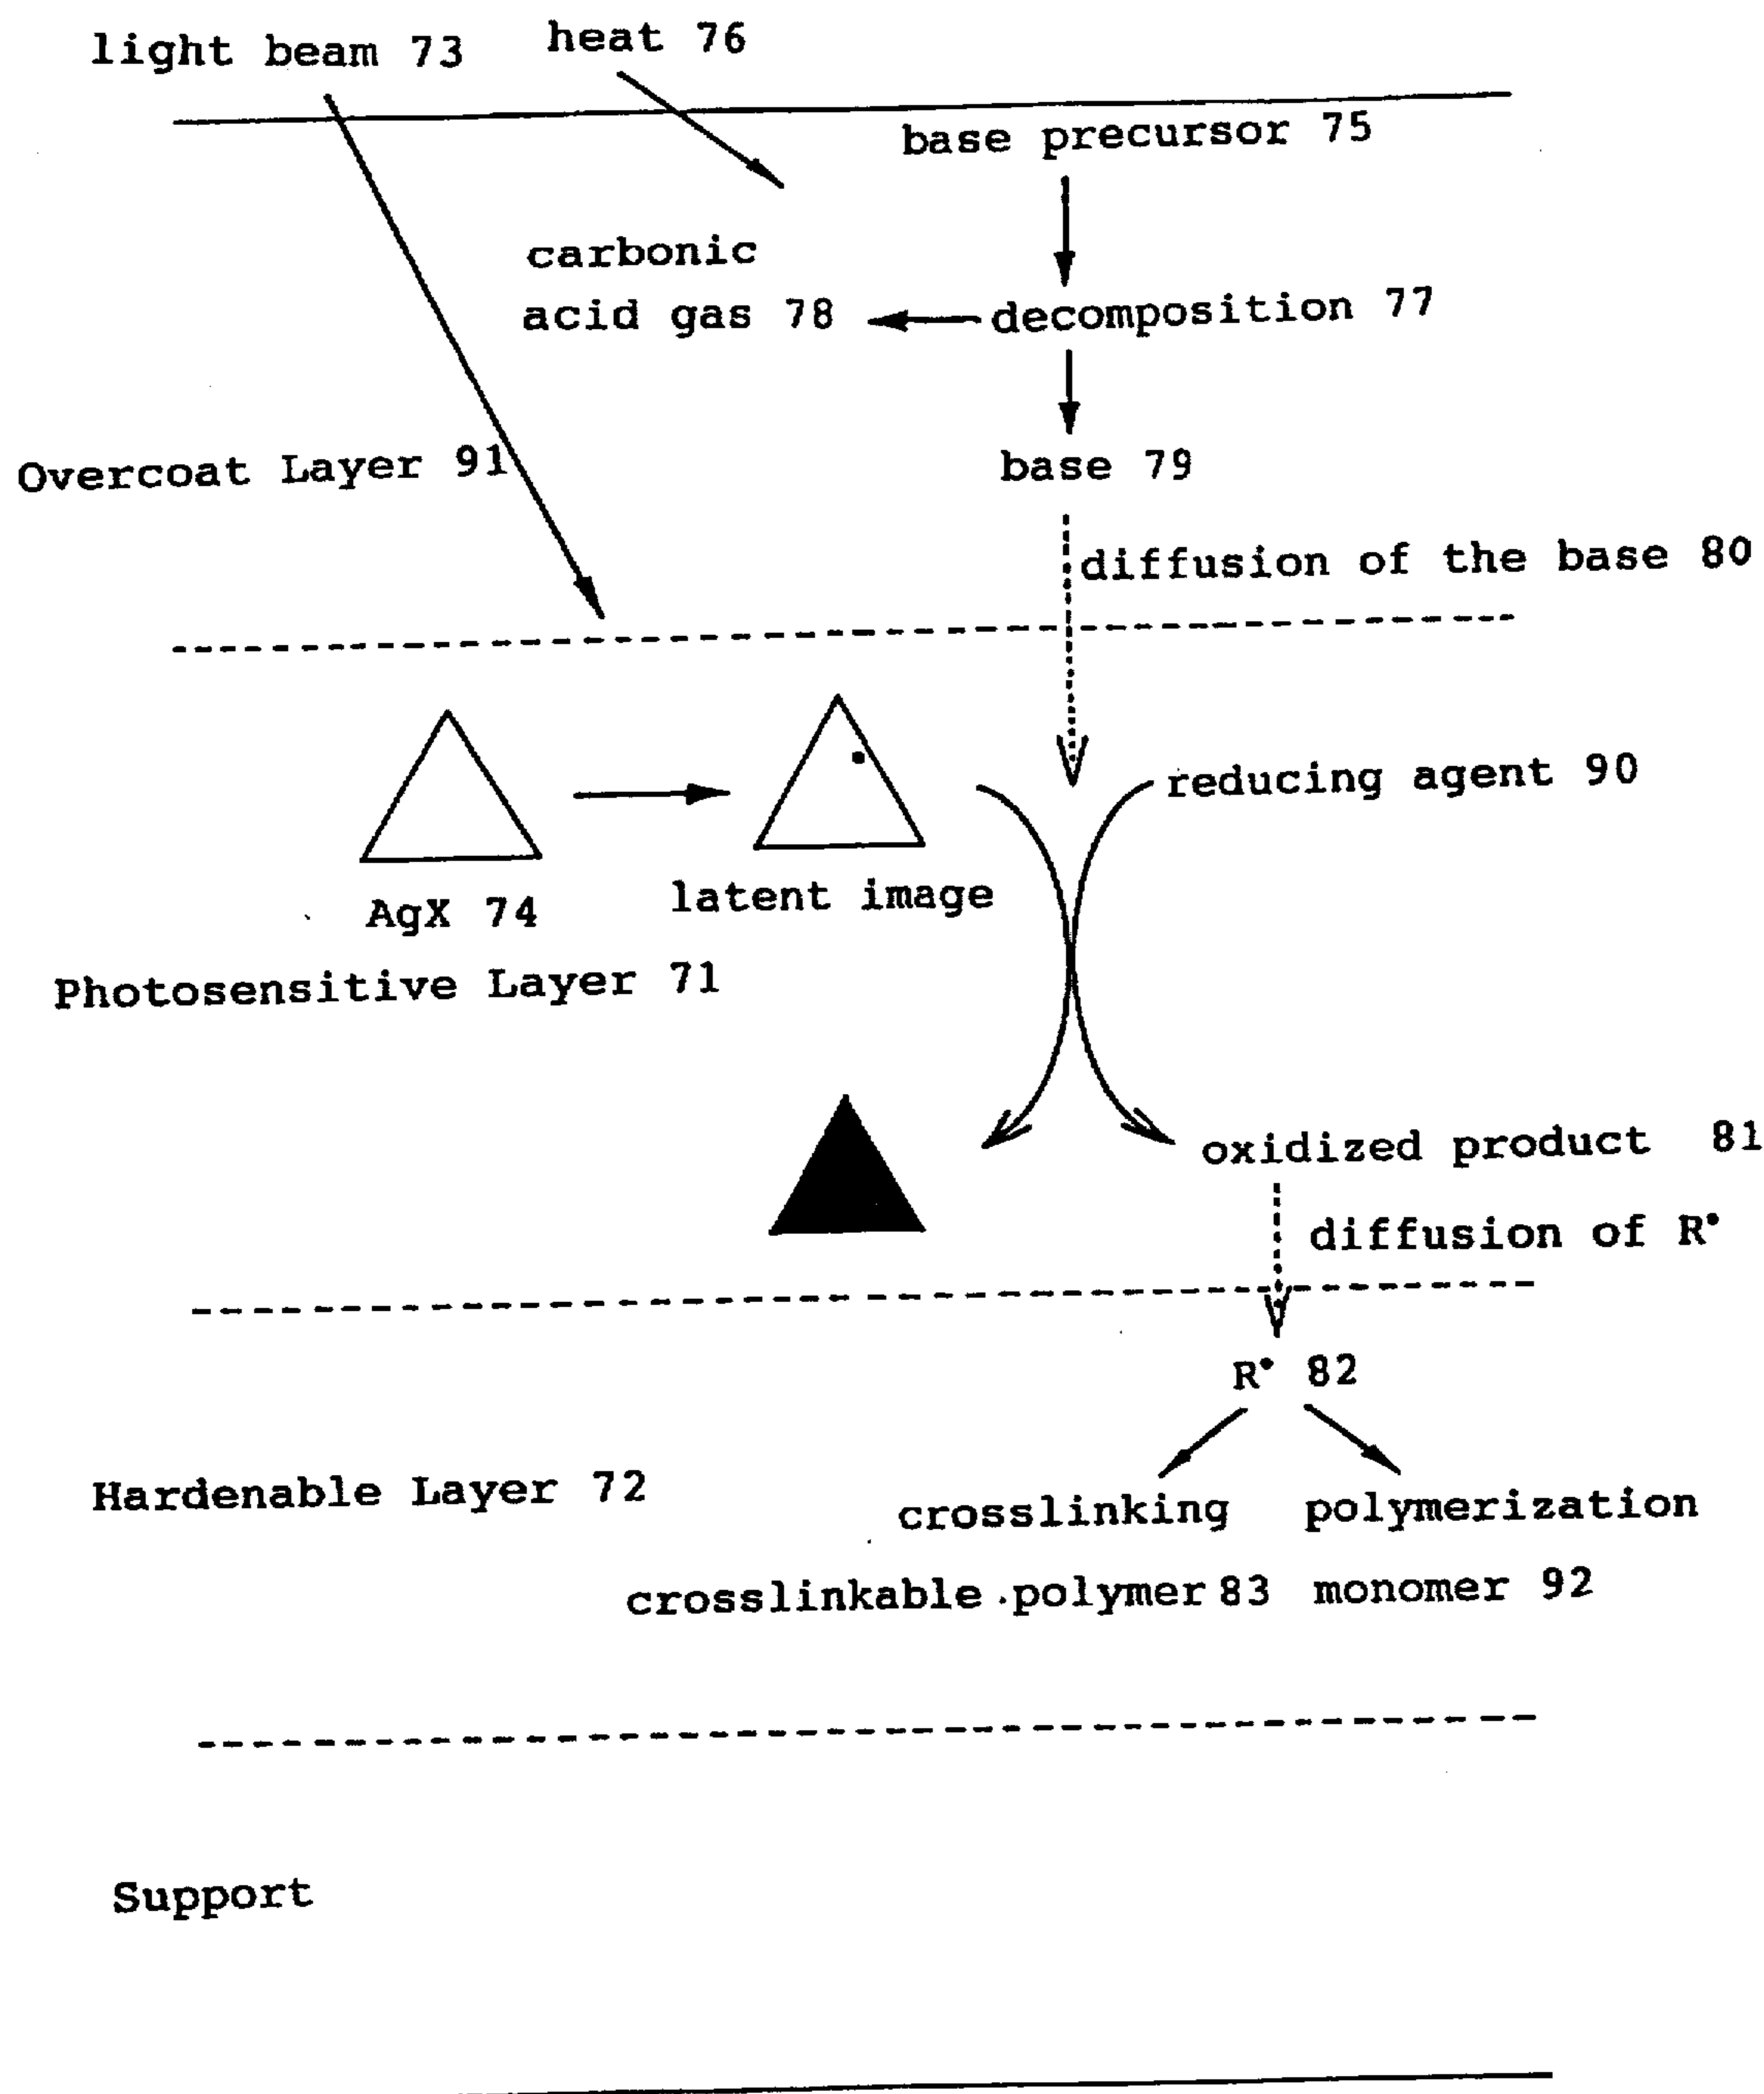 light beam 73
heat 76
base precursor 75
carbonic
acid gas 78
decomposition 77
Overcoat Layer 91
base 79
diffusion of the base 80
reducing agent 90
AgX 74
latent image
Photosensitive Layer 71
oxidized product 81
diffusion of R•
R• 82
Hardenable Layer 72
crosslinking
polymerization
crosslinkable polymer 83
monomer 92
Support